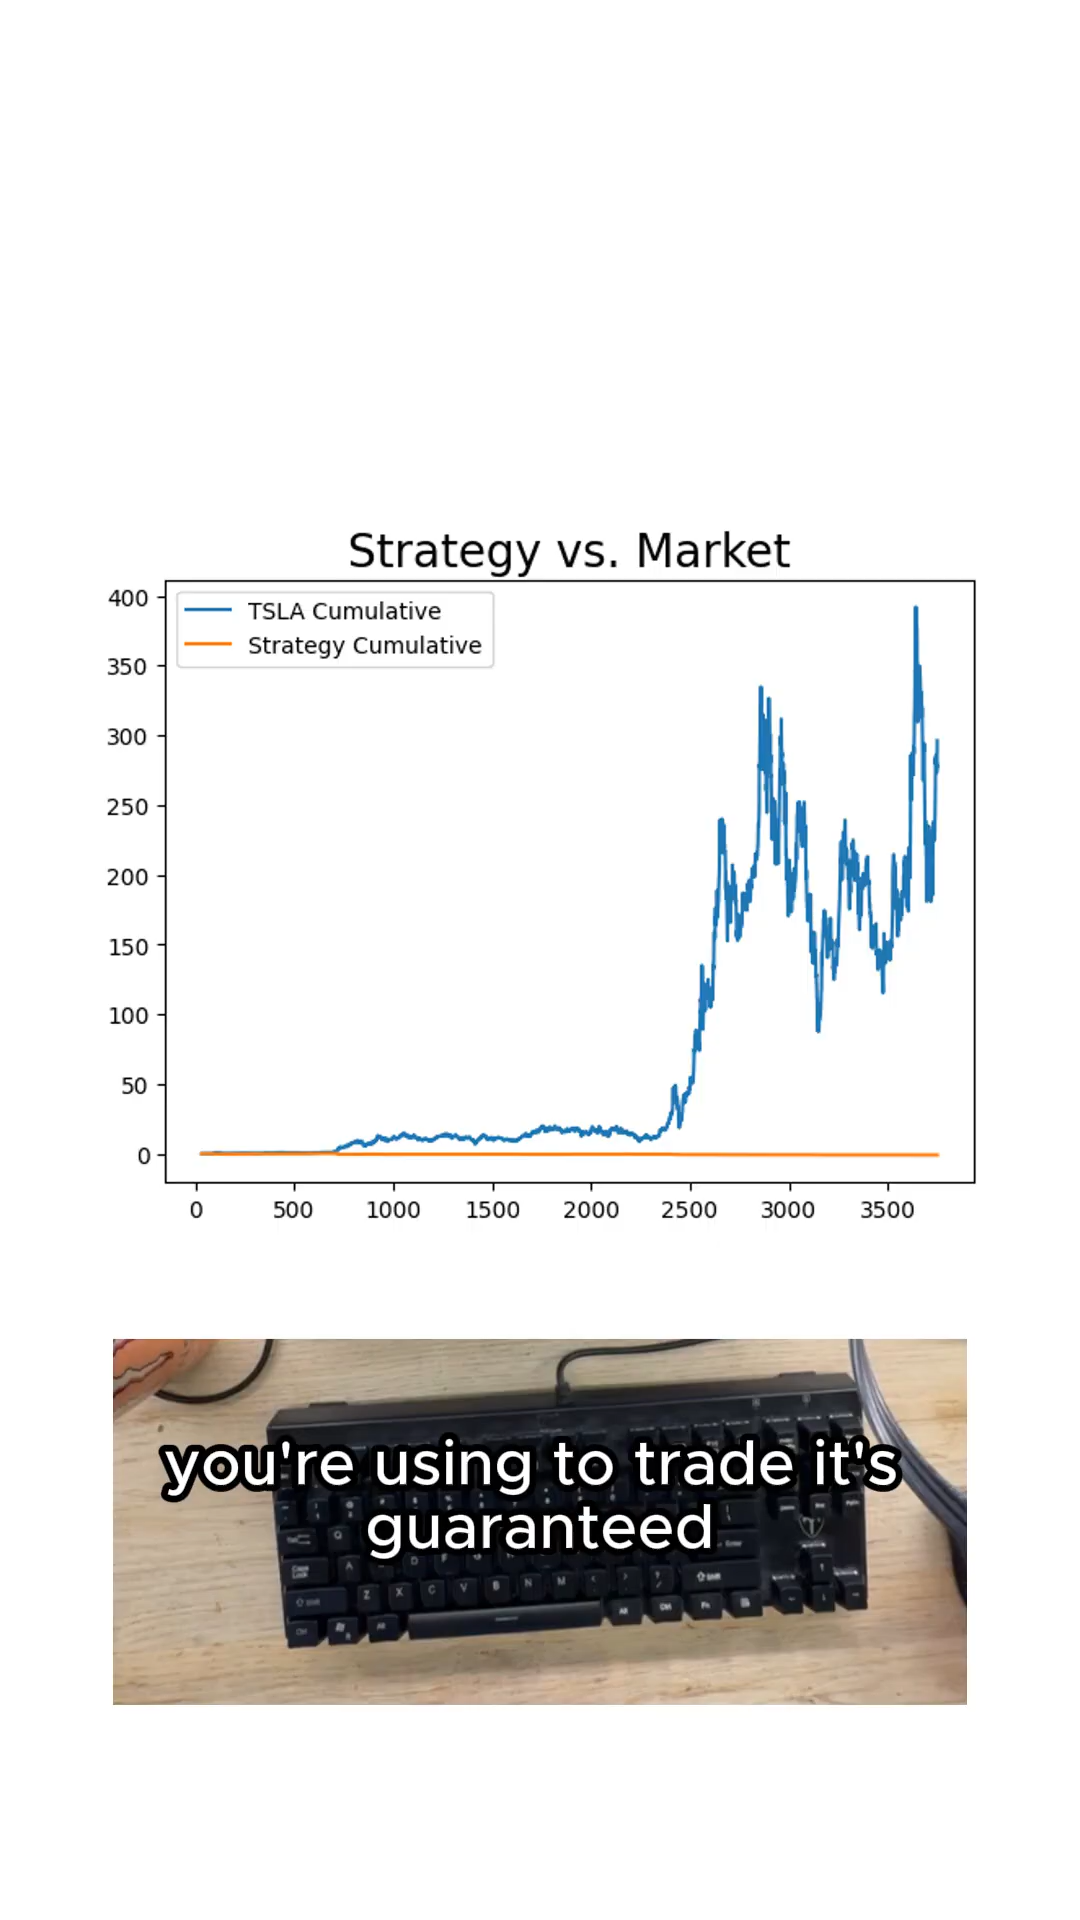 Strategy vs. Market
TSLA Cumulative
Strategy Cumulative
400
350
300
250
200
150
100
50
0
0 500 1000 1500 2000 2500 3000 3500
you're using to trade it's
guaranteed